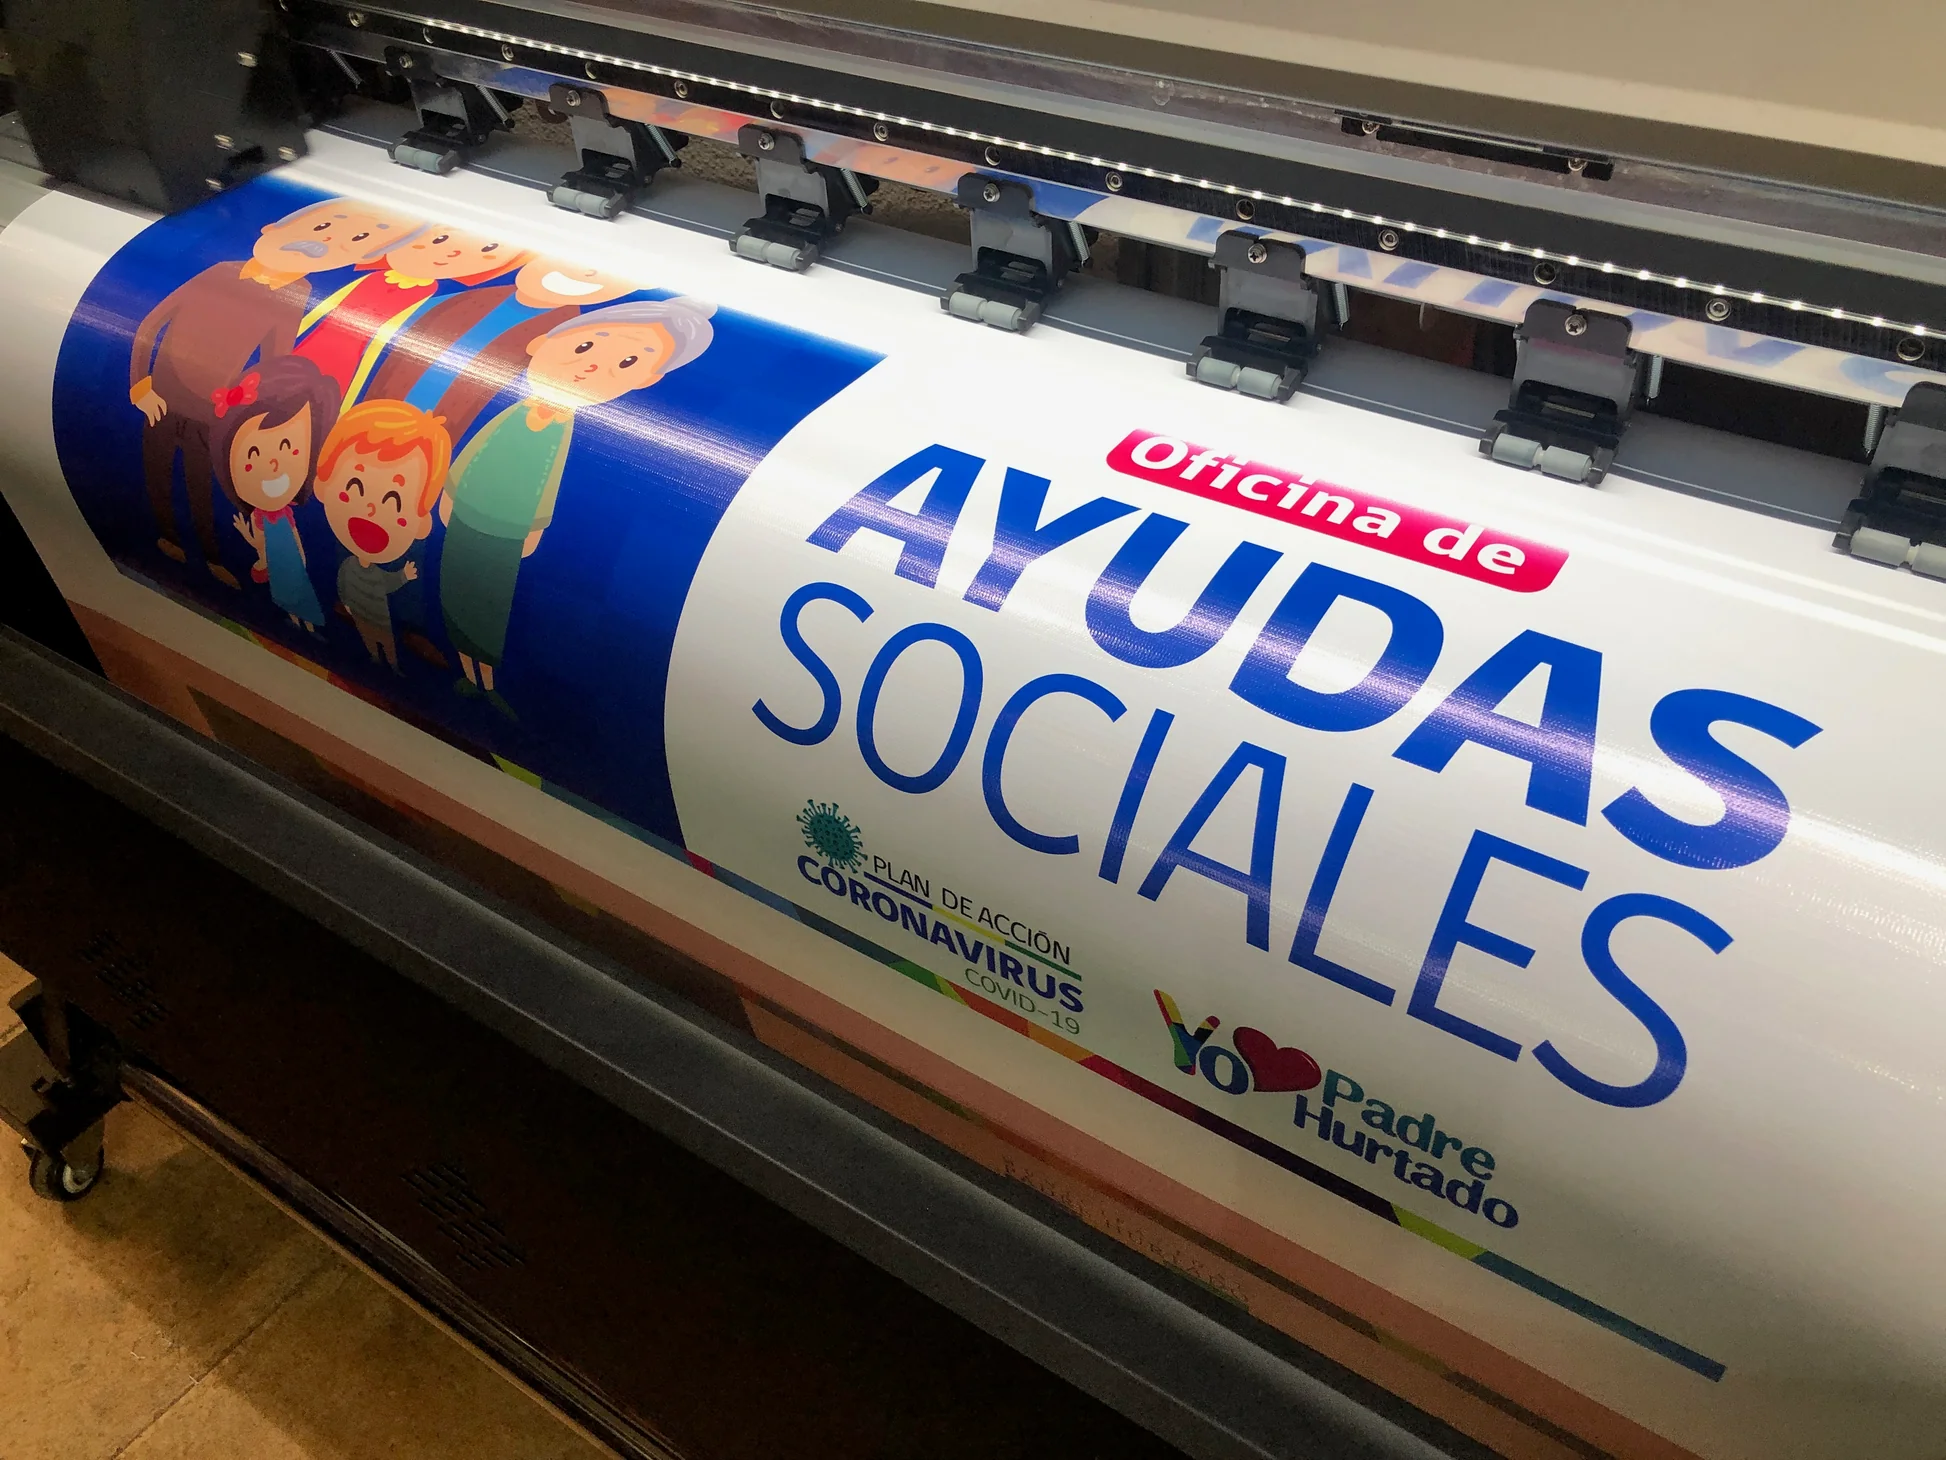 Oficina de
AYUDAS
SOCIALES
PLAN DE ACCIÓN
CORONAVIRUS
COVID-19
YO
Padre
Hurtado